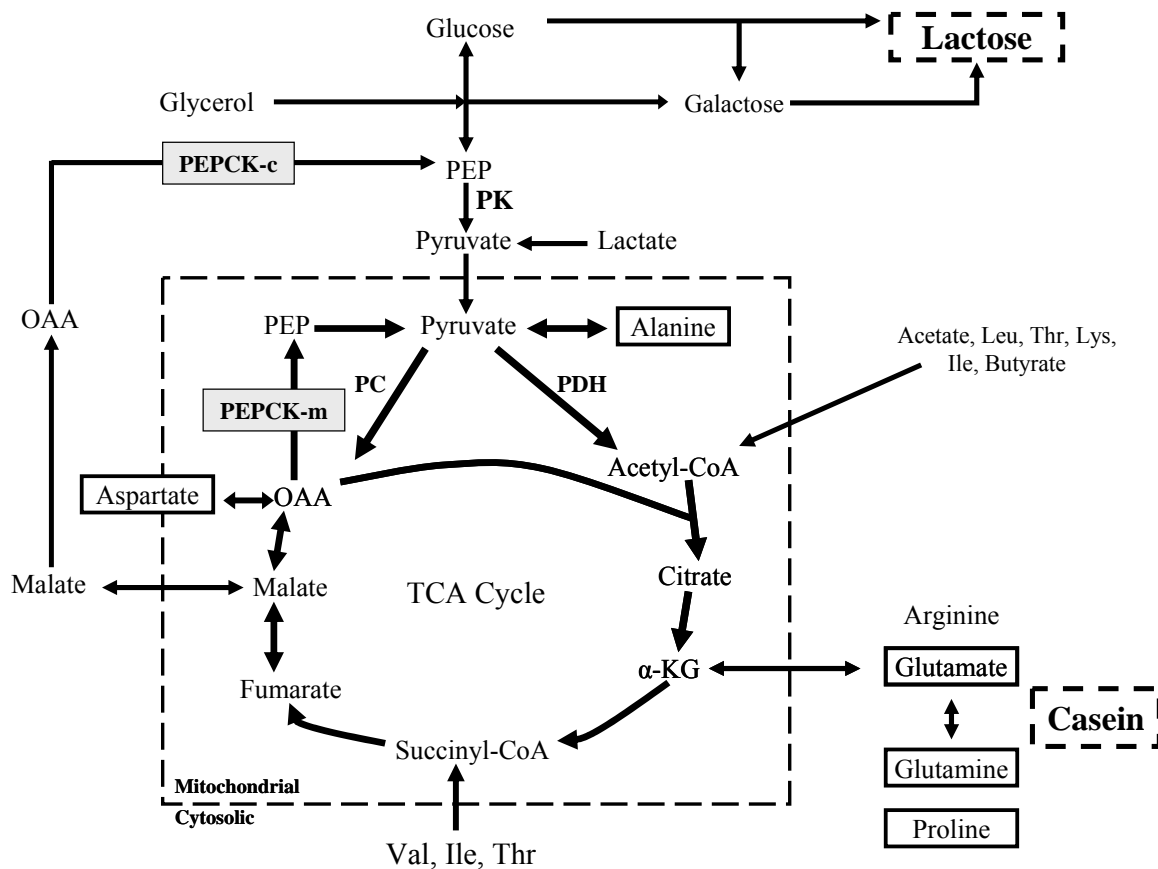 Glucose
Lactose
Glycerol
Galactose
PEPCK-c
PEP
PK
Pyruvate
Lactate
OAA
PEP
Pyruvate
Alanine
Acetate, Leu, Thr, Lys,
Ile, Butyrate
PC
PDH
PEPCK-m
Acetyl-CoA
Aspartate
OAA
Malate
Malate
TCA Cycle
Citrate
Arginine
α-KG
Glutamate
Fumarate
Casein
Succinyl-CoA
Glutamine
Mitochondrial
Cytosolic
Proline
Val, Ile, Thr